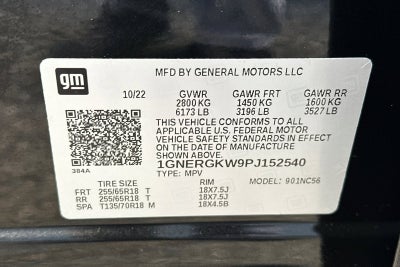 gm
MFD BY GENERAL MOTORS LLC
10/22 GVWR GAWR FRT GAWR RR
2800 KG 1450 KG 1600 KG
6173 LB 3196 LB 3527 LB
THIS VEHICLE CONFORMS TO ALL
APPLICABLE U.S. FEDERAL MOTOR VEHICLE
SAFETY STANDARDS IN EFFECT ON THE DATE
OF MANUFACTURE SHOWN ABOVE.
1GNERGKW9PJ152540
384A TYPE: MPV MODEL: 901NC56
TIRE SIZE RIM
FRT 255/65R18 T 18X7.5J
RR 255/65R18 T 18X7.5J
SPA T135/70R18 M 18X4.5B